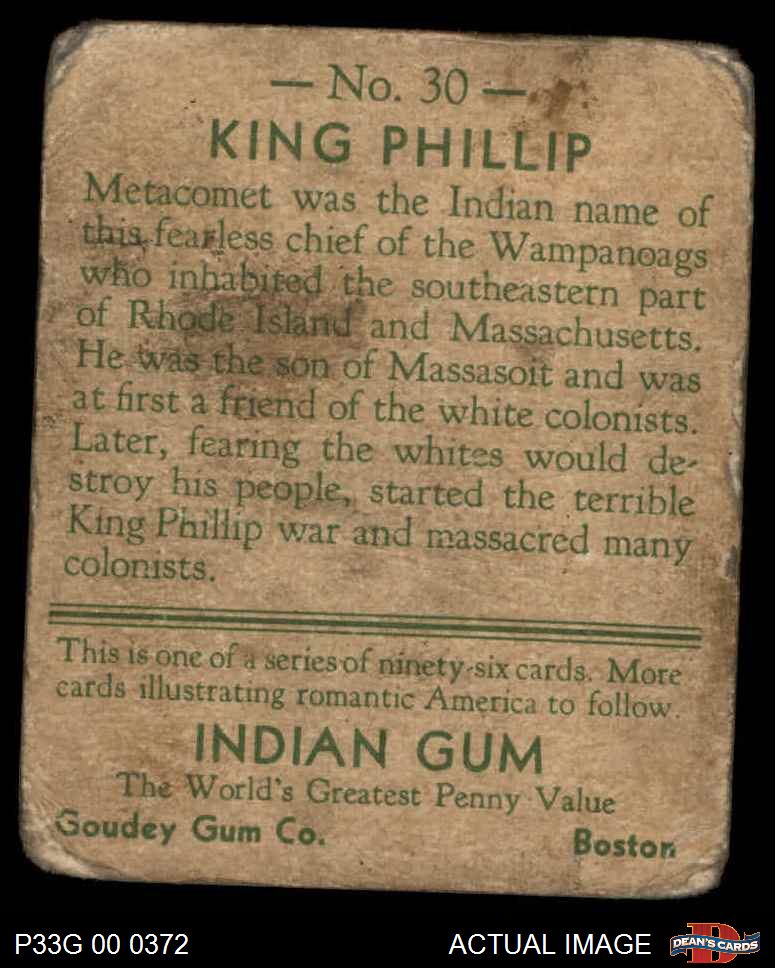 — No. 30 —
KING PHILLIP
Metacomet was the Indian name of
this fearless chief of the Wampanoags
who inhabited the southeastern part
of Rhode Island and Massachusetts.
He was the son of Massasoit and was
at first a friend of the white colonists.
Later, fearing the whites would de-
stroy his people, started the terrible
King Phillip war and massacred many
colonists.
This is one of a series of ninety-six cards. More
cards illustrating romantic America to follow.
INDIAN GUM
The World's Greatest Penny Value
Goudey Gum Co. Boston
P33G 00 0372 ACTUAL IMAGE D DEAN'S CARDS